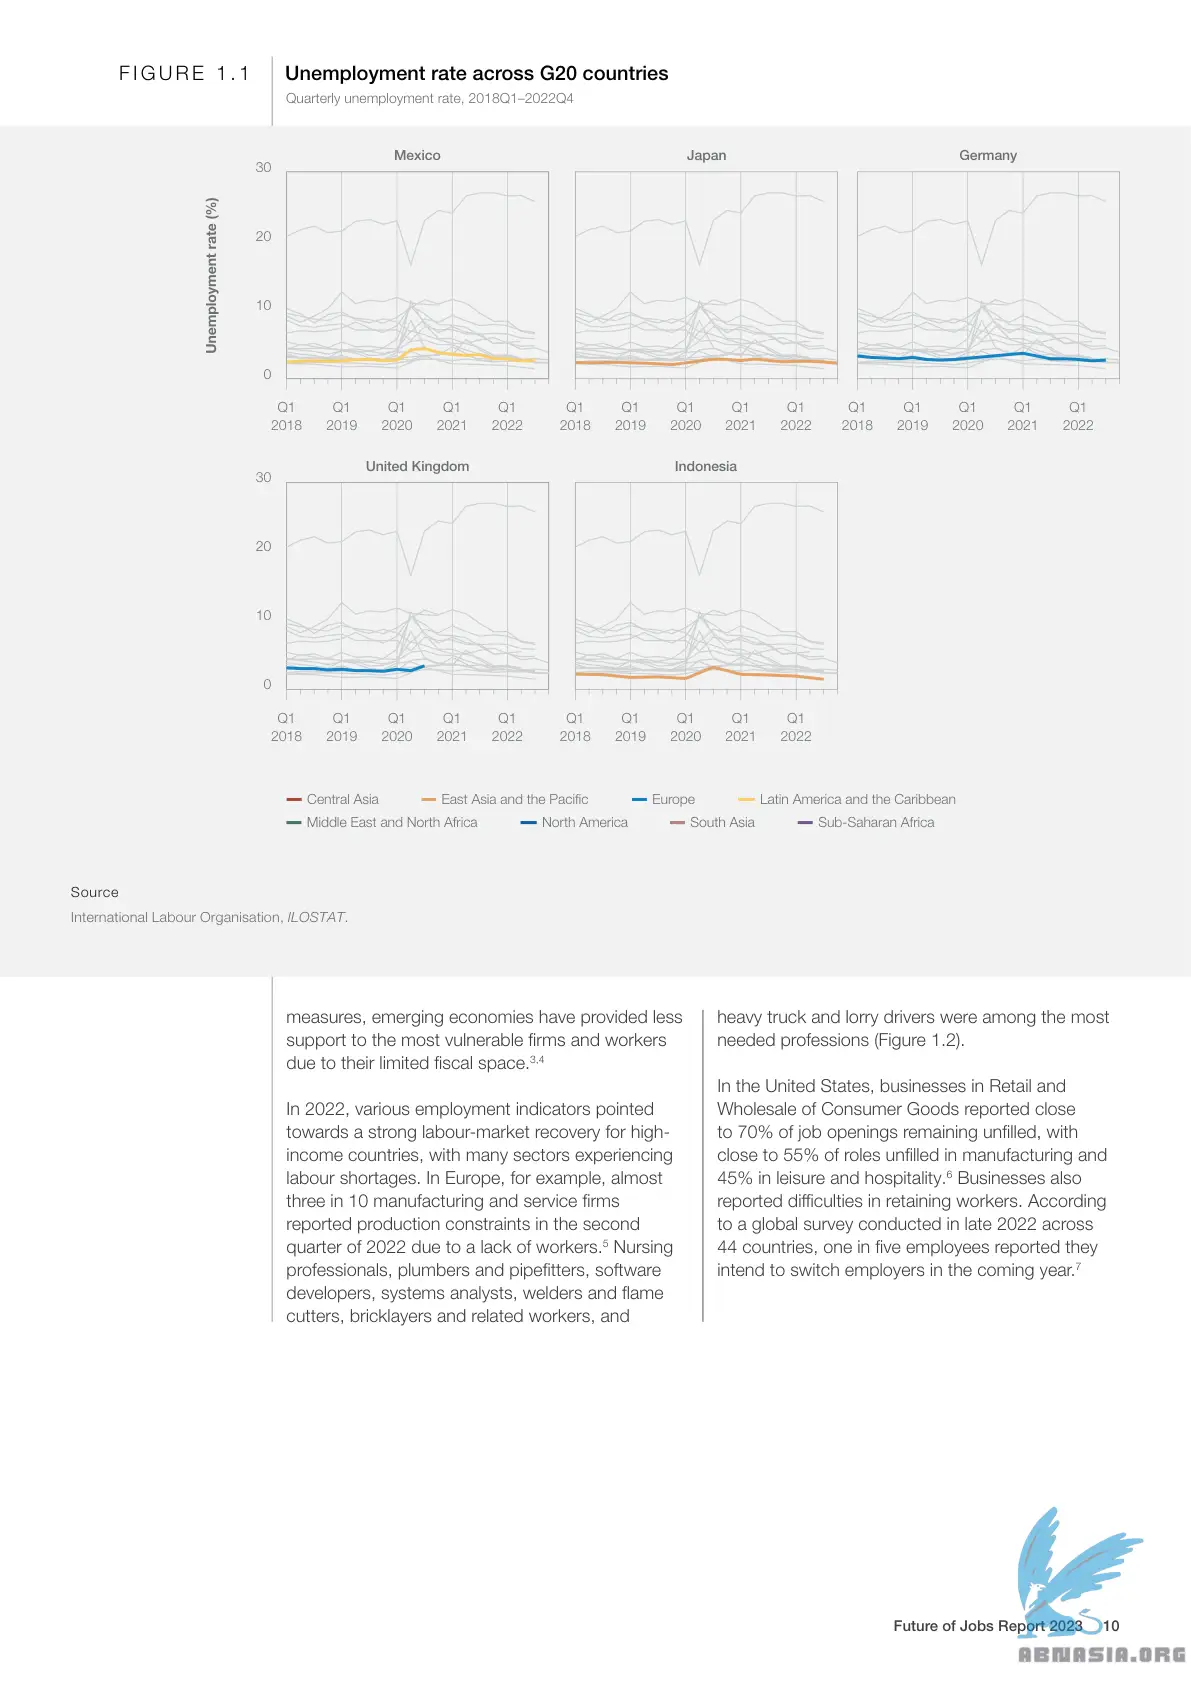 FIGURE 1.1
Unemployment rate across G20 countries
Quarterly unemployment rate, 2018Q1–2022Q4
Mexico Japan Germany
Unemployment rate (%)
30
20
10
0
Q1 Q1 Q1 Q1 Q1 Q1 Q1 Q1 Q1 Q1 Q1 Q1 Q1 Q1 Q1
2018 2019 2020 2021 2022 2018 2019 2020 2021 2022 2018 2019 2020 2021 2022
United Kingdom Indonesia
30
20
10
0
Q1 Q1 Q1 Q1 Q1 Q1 Q1 Q1 Q1 Q1
2018 2019 2020 2021 2022 2018 2019 2020 2021 2022
Central Asia East Asia and the Pacific Europe Latin America and the Caribbean
Middle East and North Africa North America South Asia Sub-Saharan Africa
Source
International Labour Organisation, ILOSTAT.
measures, emerging economies have provided less
support to the most vulnerable firms and workers
due to their limited fiscal space.3,4
In 2022, various employment indicators pointed
towards a strong labour-market recovery for high-
income countries, with many sectors experiencing
labour shortages. In Europe, for example, almost
three in 10 manufacturing and service firms
reported production constraints in the second
quarter of 2022 due to a lack of workers.5 Nursing
professionals, plumbers and pipefitters, software
developers, systems analysts, welders and flame
cutters, bricklayers and related workers, and
heavy truck and lorry drivers were among the most
needed professions (Figure 1.2).
In the United States, businesses in Retail and
Wholesale of Consumer Goods reported close
to 70% of job openings remaining unfilled, with
close to 55% of roles unfilled in manufacturing and
45% in leisure and hospitality.6 Businesses also
reported difficulties in retaining workers. According
to a global survey conducted in late 2022 across
44 countries, one in five employees reported they
intend to switch employers in the coming year.7
Future of Jobs Report 2023 10
ABNASIA.ORG